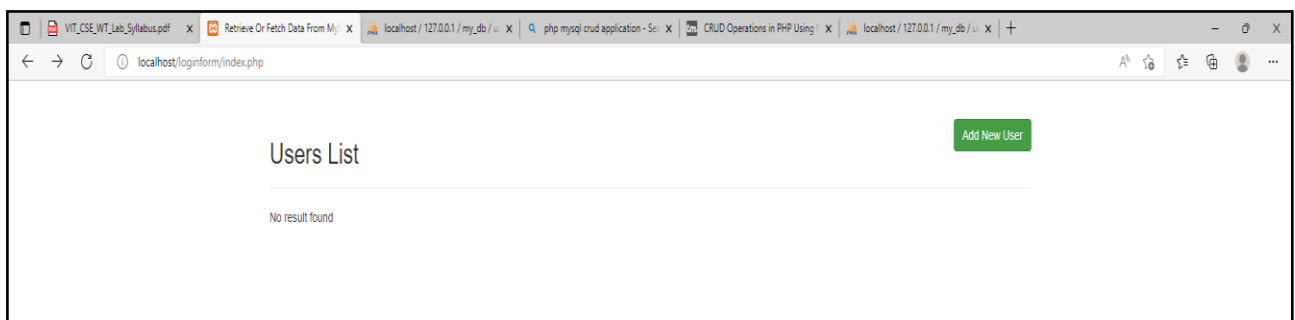 VIT_CSE_WT_Lab_Syllabus.pdf X Retrieve Or Fetch Data From My X localhost / 127.0.0.1 / my_db / u X php mysql crud application - Se X CRUD Operations in PHP Using X localhost / 127.0.0.1 / my_db / u X
localhost/loginform/index.php
Add New User
Users List
No result found